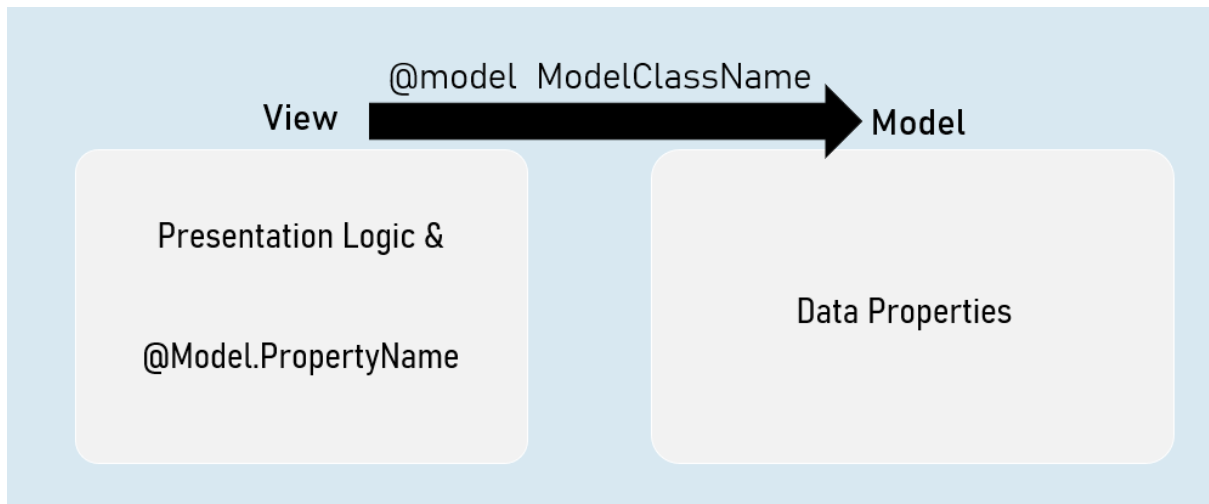 @model ModelClassName
View
Model
Presentation Logic &
@Model.PropertyName
Data Properties